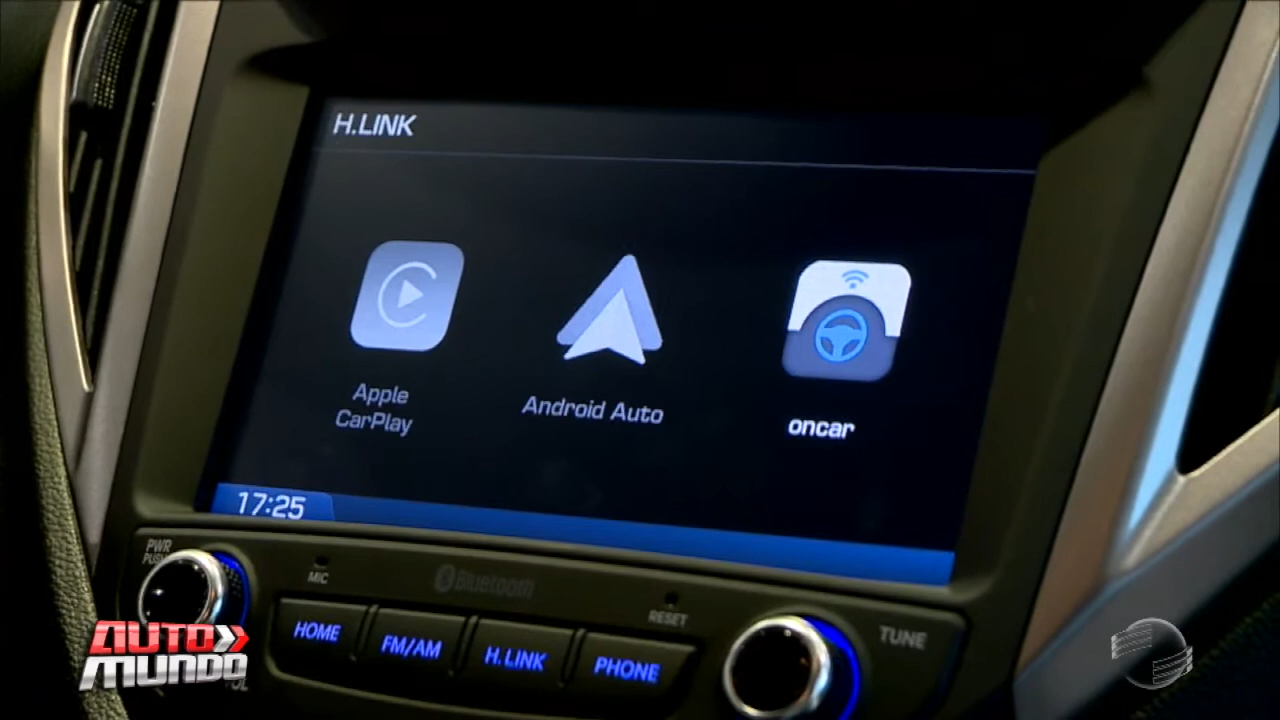 H.LINK
Apple
CarPlay
Android Auto
oncar
17:25
PWR
PUSH
MIC
Bluetooth
RESET
TUNE
HOME
FM/AM
H.LINK
PHONE
VOL
AUTO
MUNDO